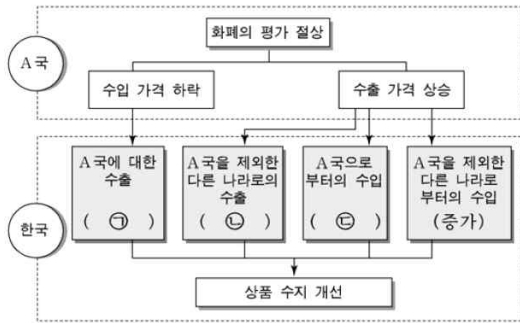 화폐의 평가 절상
A국
수입 가격 하락
수출 가격 상승
A국에 대한
수출
( ㉠ )
A국을 제외한
다른 나라로의
수출
( ㉡ )
A국으로
부터의 수입
( ㉢ )
A국을 제외한
다른 나라로
부터의 수입
(증가)
한국
상품 수지 개선